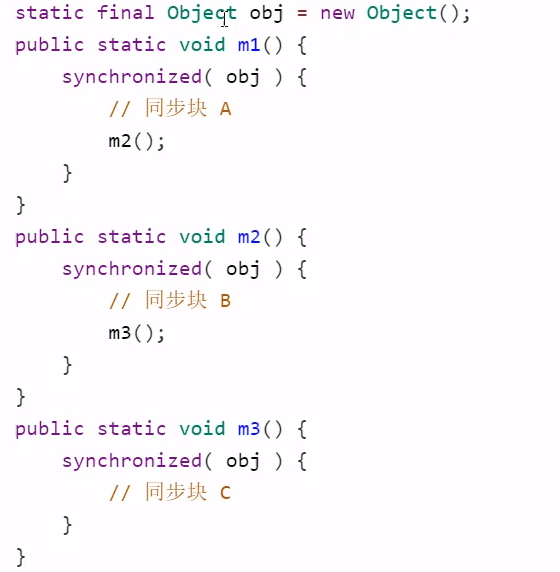 static final Object obj = new Object();
public static void m1() {
    synchronized( obj ) {
        // 同步块 A
        m2();
    }
}
public static void m2() {
    synchronized( obj ) {
        // 同步块 B
        m3();
    }
}
public static void m3() {
    synchronized( obj ) {
        // 同步块 C
    }
}